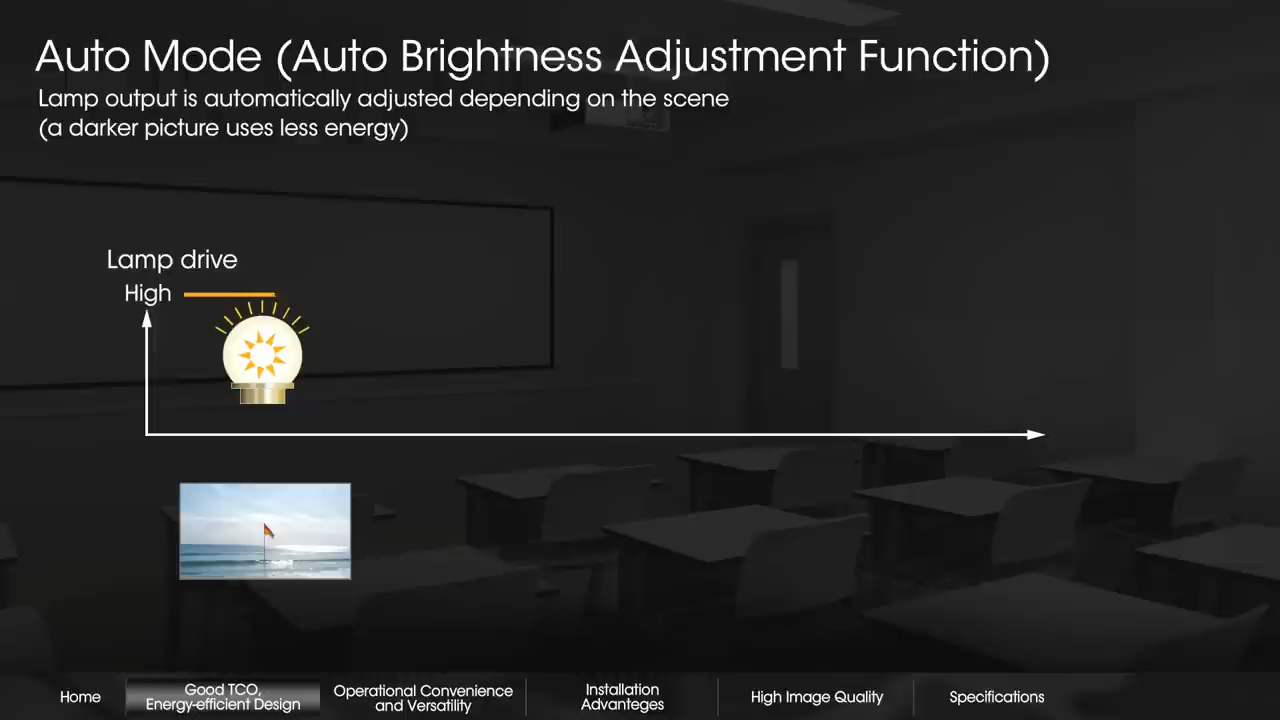 Auto Mode (Auto Brightness Adjustment Function)
Lamp output is automatically adjusted depending on the scene
(a darker picture uses less energy)
Lamp drive
High
Home
Good TCO,
Energy-efficient Design
Operational Convenience
and Versatility
Installation
Advanteges
High Image Quality
Specifications